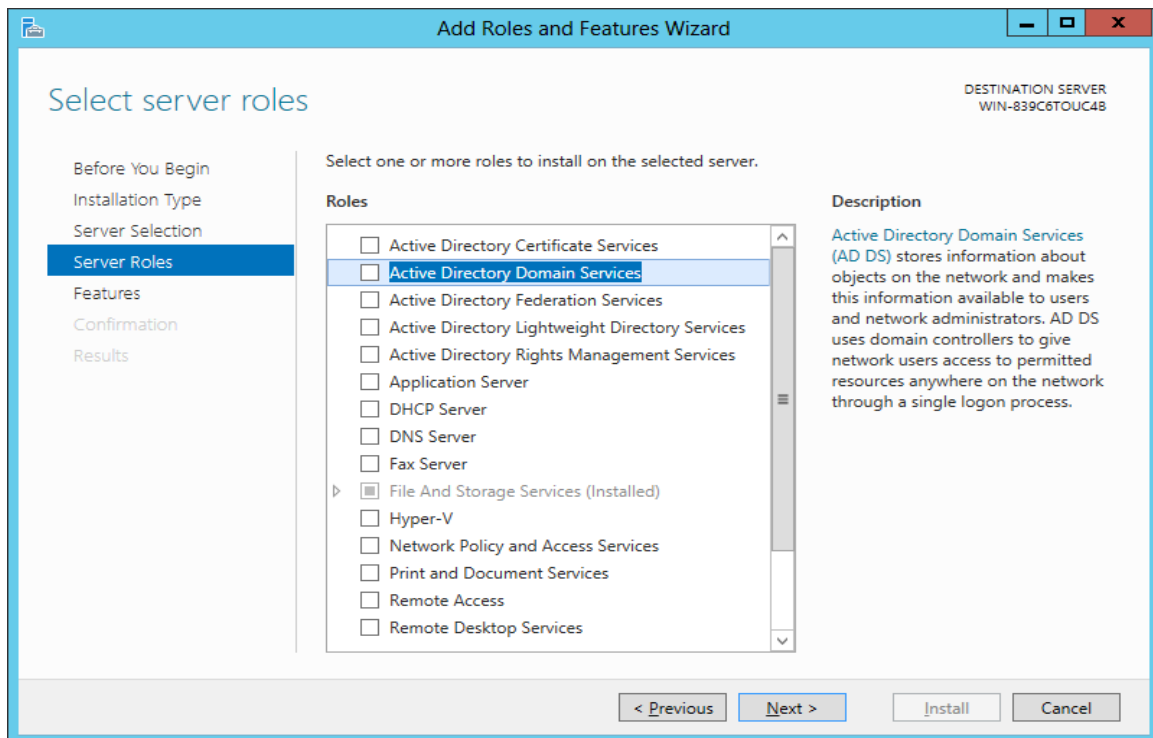 Add Roles and Features Wizard
Select server roles
DESTINATION SERVER
WIN-839C6TOUC4B
Before You Begin
Installation Type
Server Selection
Server Roles
Features
Confirmation
Results
Select one or more roles to install on the selected server.
Roles
Active Directory Certificate Services
Active Directory Domain Services
Active Directory Federation Services
Active Directory Lightweight Directory Services
Active Directory Rights Management Services
Application Server
DHCP Server
DNS Server
Fax Server
File And Storage Services (Installed)
Hyper-V
Network Policy and Access Services
Print and Document Services
Remote Access
Remote Desktop Services
Description
Active Directory Domain Services
(AD DS) stores information about
objects on the network and makes
this information available to users
and network administrators. AD DS
uses domain controllers to give
network users access to permitted
resources anywhere on the network
through a single logon process.
< Previous
Next >
Install
Cancel